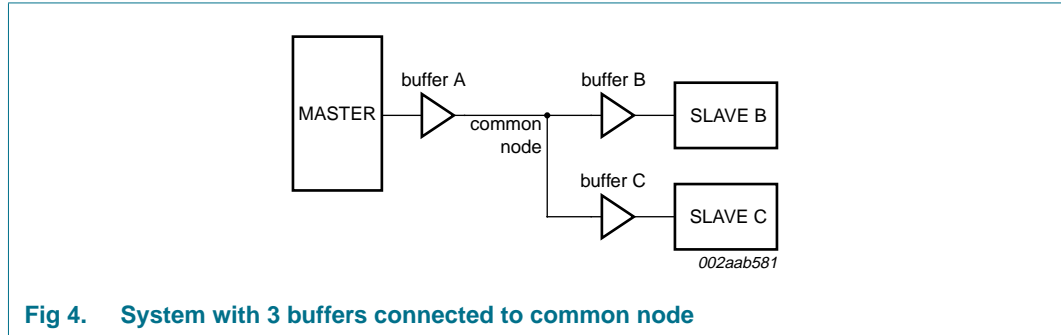 buffer A
buffer B
MASTER
SLAVE B
common
node
buffer C
SLAVE C
002aab581
Fig 4. System with 3 buffers connected to common node